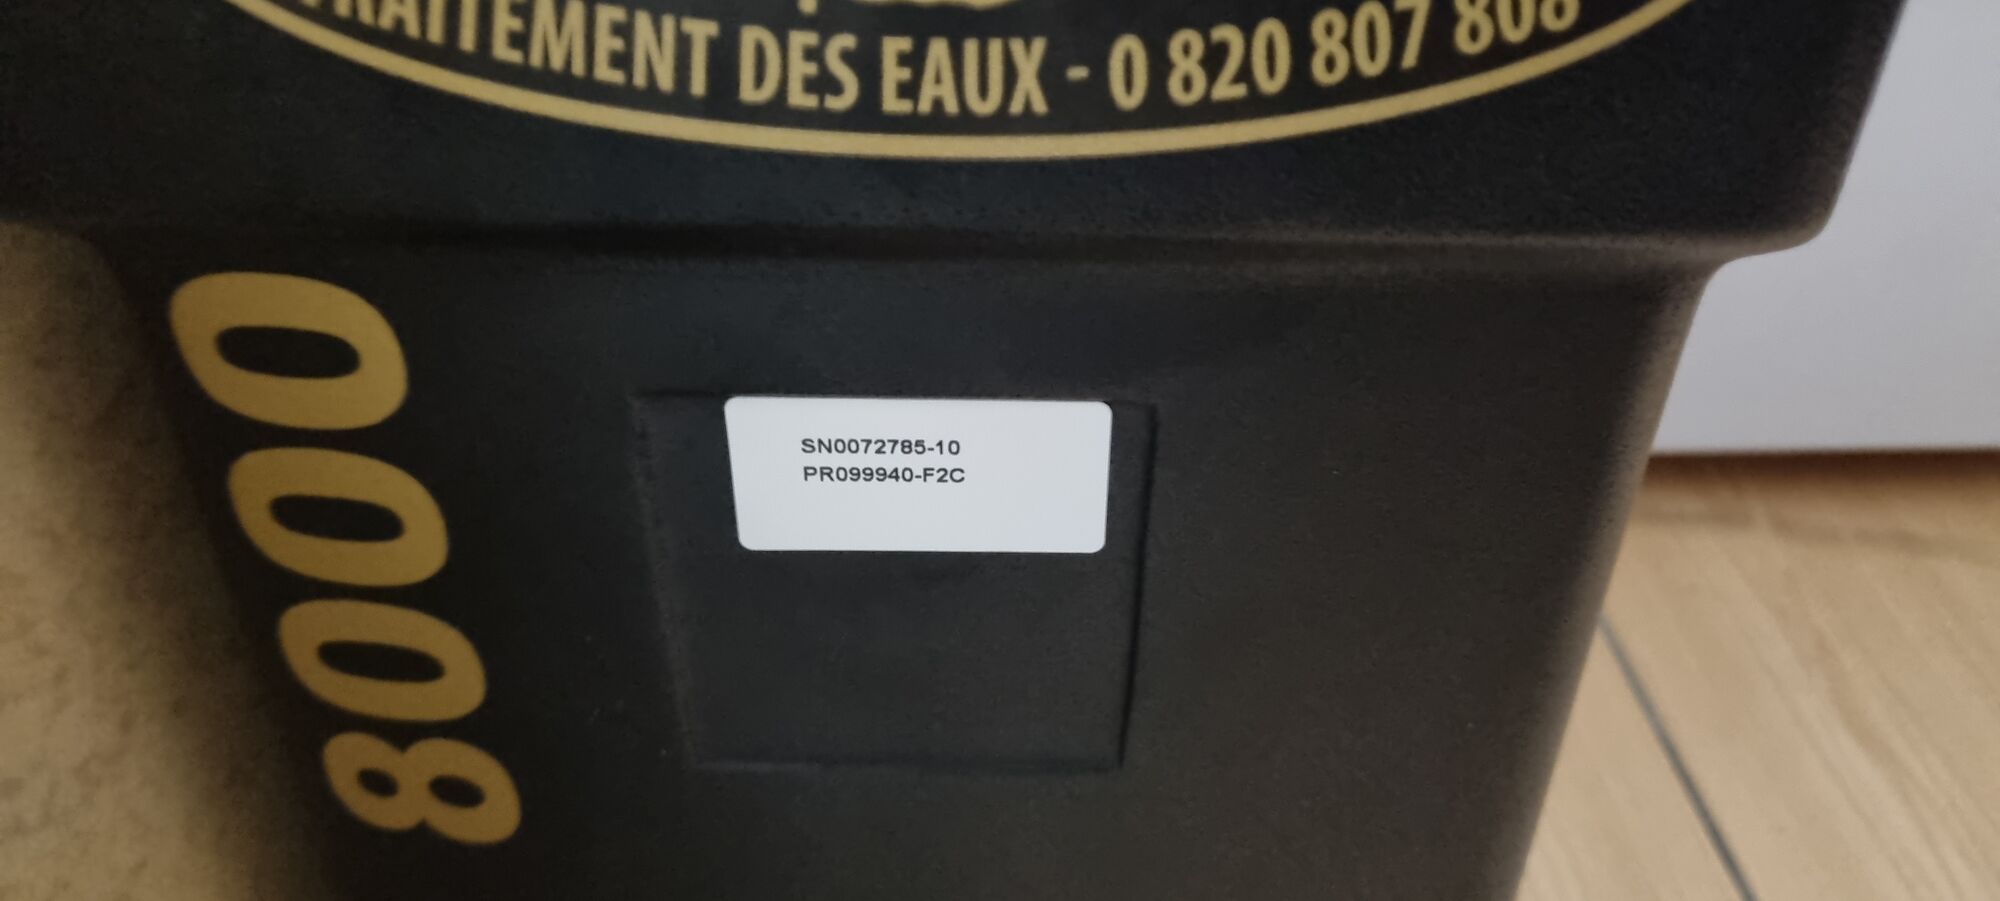 TRAITEMENT DES EAUX - 0 820 807 808
8000
SN0072785-10
PR099940-F2C